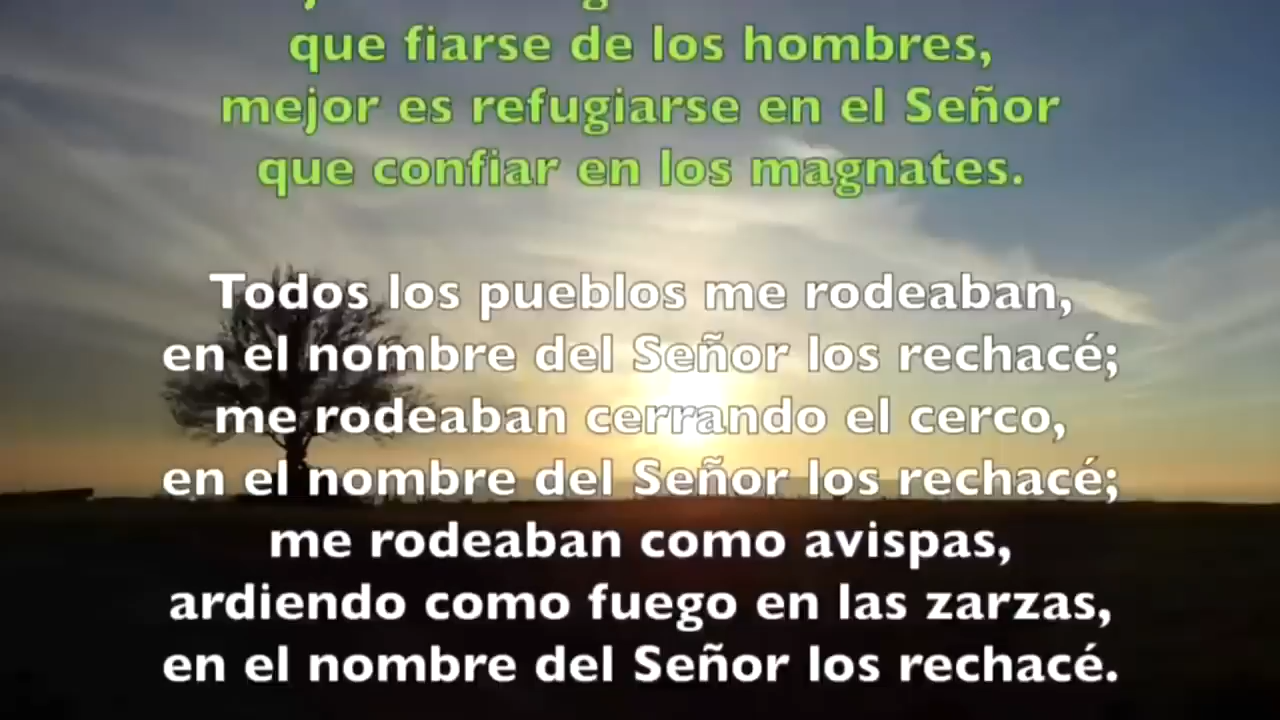 que fiarse de los hombres,
mejor es refugiarse en el Señor
que confiar en los magnates.
Todos los pueblos me rodeaban,
en el nombre del Señor los rechacé;
me rodeaban cerrando el cerco,
en el nombre del Señor los rechacé;
me rodeaban como avispas,
ardiendo como fuego en las zarzas,
en el nombre del Señor los rechacé.